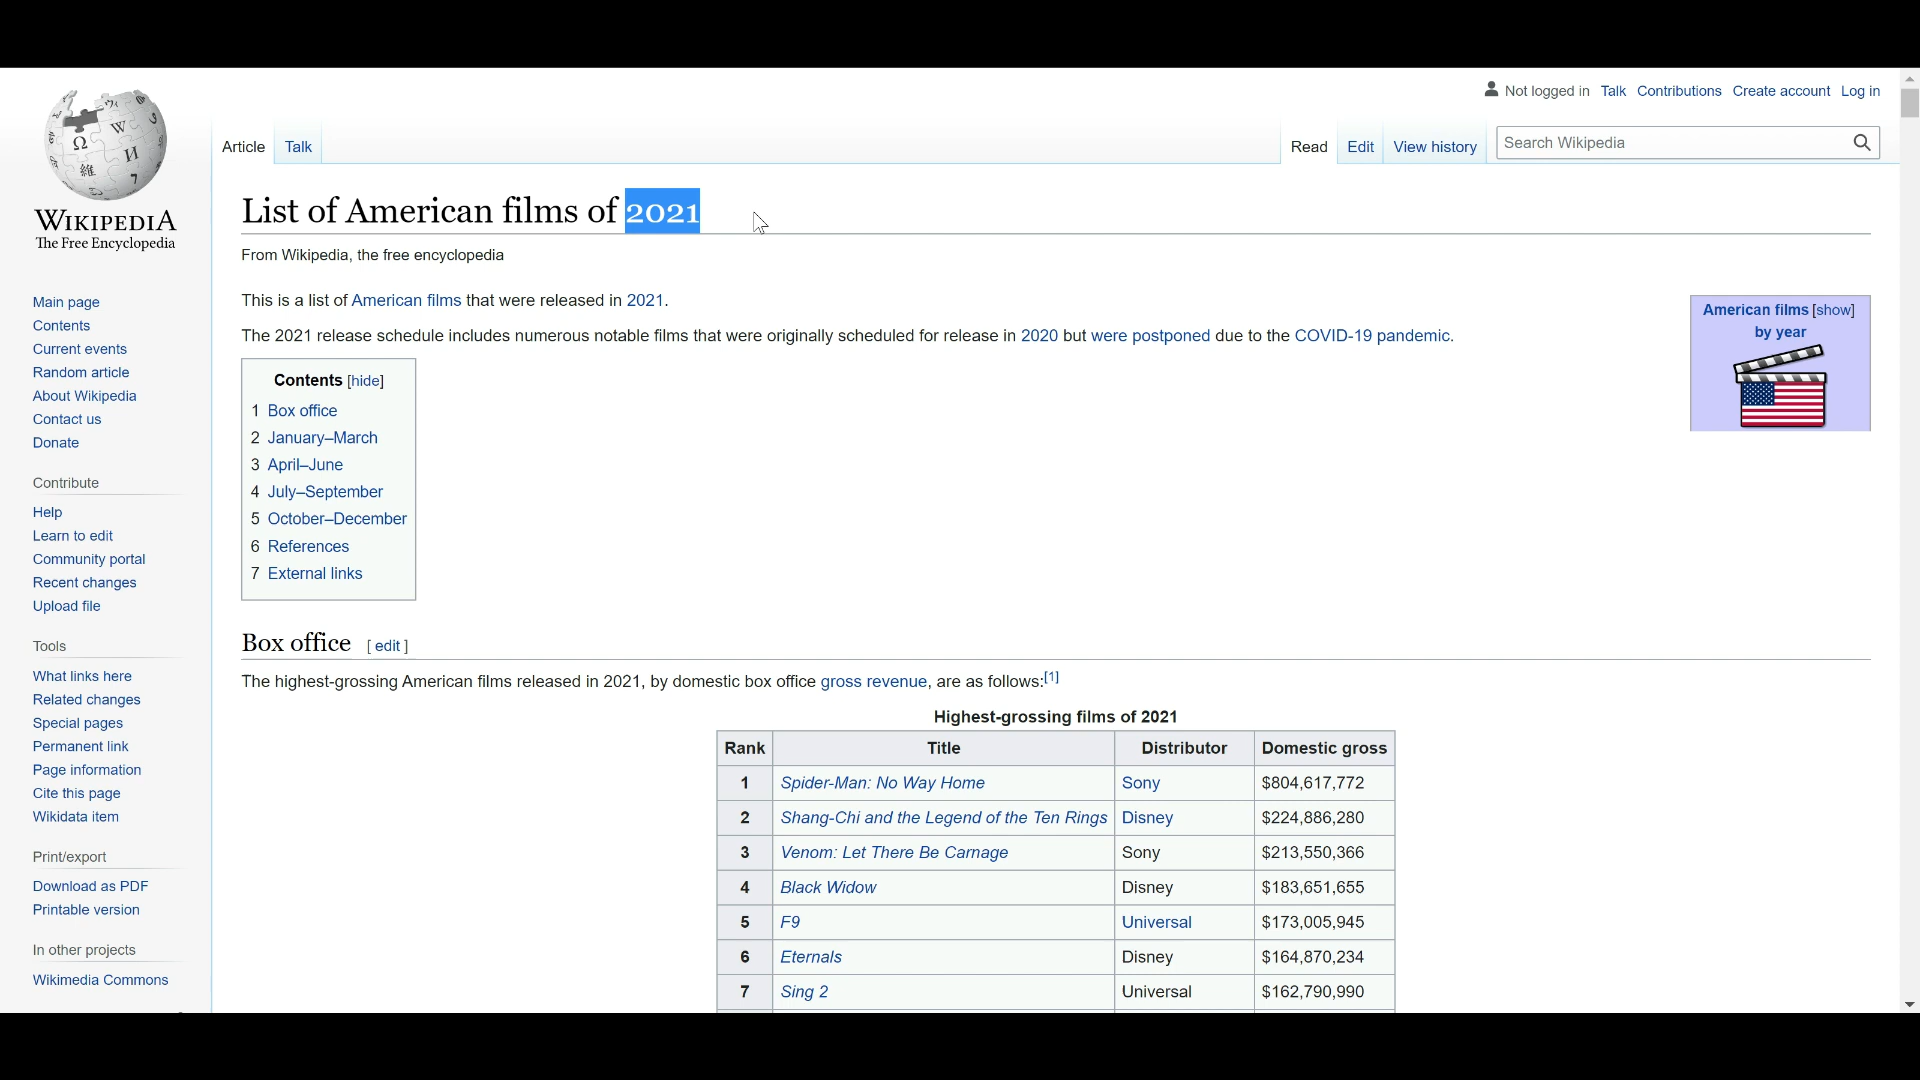 Not logged in Talk Contributions Create account Log in
Article Talk Read Edit View history Search Wikipedia
WIKIPEDIA
The Free Encyclopedia
Main page
Contents
Current events
Random article
About Wikipedia
Contact us
Donate
Contribute
Help
Learn to edit
Community portal
Recent changes
Upload file
Tools
What links here
Related changes
Special pages
Permanent link
Page information
Cite this page
Wikidata item
Print/export
Download as PDF
Printable version
In other projects
Wikimedia Commons
List of American films of 2021
From Wikipedia, the free encyclopedia
This is a list of American films that were released in 2021.
The 2021 release schedule includes numerous notable films that were originally scheduled for release in 2020 but were postponed due to the COVID-19 pandemic.
American films [show]
by year
Contents [hide]
1 Box office
2 January–March
3 April–June
4 July–September
5 October–December
6 References
7 External links
Box office [ edit ]
The highest-grossing American films released in 2021, by domestic box office gross revenue, are as follows:[1]
Highest-grossing films of 2021
Rank Title Distributor Domestic gross
1 Spider-Man: No Way Home Sony $804,617,772
2 Shang-Chi and the Legend of the Ten Rings Disney $224,886,280
3 Venom: Let There Be Carnage Sony $213,550,366
4 Black Widow Disney $183,651,655
5 F9 Universal $173,005,945
6 Eternals Disney $164,870,234
7 Sing 2 Universal $162,790,990